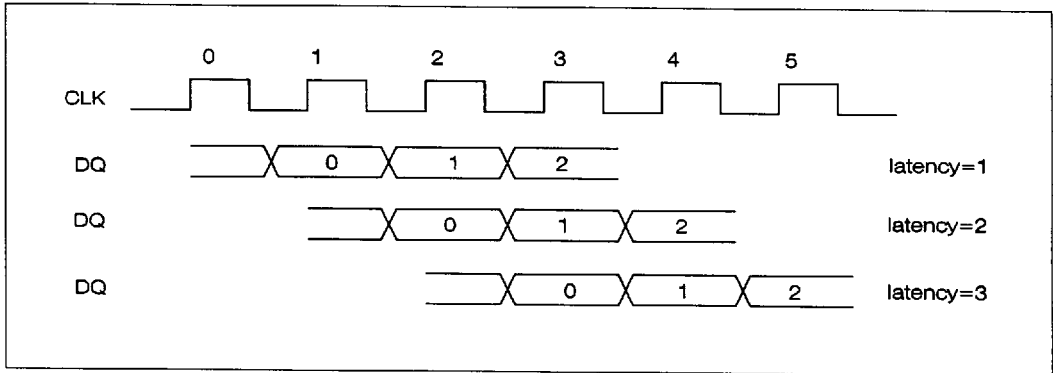 0 1 2 3 4 5
CLK
DQ 0 1 2 latency=1
DQ 0 1 2 latency=2
DQ 0 1 2 latency=3